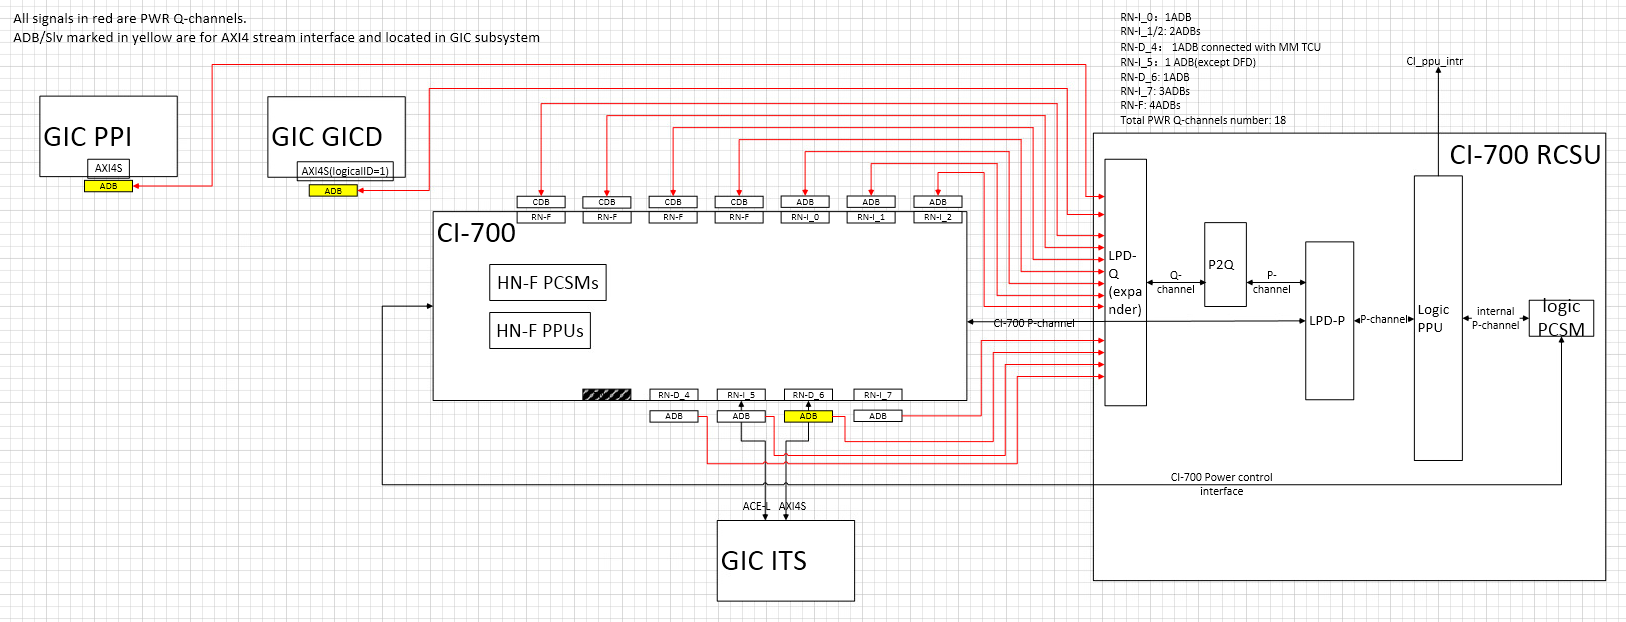 All signals in red are PWR Q-channels.
ADB/Slv marked in yellow are for AXI4 stream interface and located in GIC subsystem
RN-I_0：1ADB
RN-I_1/2: 2ADBs
RN-D_4： 1ADB connected with MM TCU
RN-I_5：1 ADB(except DFD)
RN-D_6: 1ADB
RN-I_7: 3ADBs
RN-F: 4ADBs
Total PWR Q-channels number: 18
CI_ppu_intr
GIC PPI
AXI4S
ADB
GIC GICD
AXI4S(logicalID=1)
ADB
CI-700 RCSU
CDB
CDB
CDB
CDB
ADB
ADB
ADB
RN-F
RN-F
RN-F
RN-F
RN-I_0
RN-I_1
RN-I_2
CI-700
HN-F PCSMs
HN-F PPUs
LPD-
Q
(expa
nder)
Q-
channel
P2Q
P-
channel
CI-700 P-channel
LPD-P
P-channel
Logic
PPU
internal
P-channel
logic
PCSM
RN-D_4
RN-I_5
RN-D_6
RN-I_7
ADB
ADB
ADB
ADB
CI-700 Power control
interface
ACE-L
AXI4S
GIC ITS